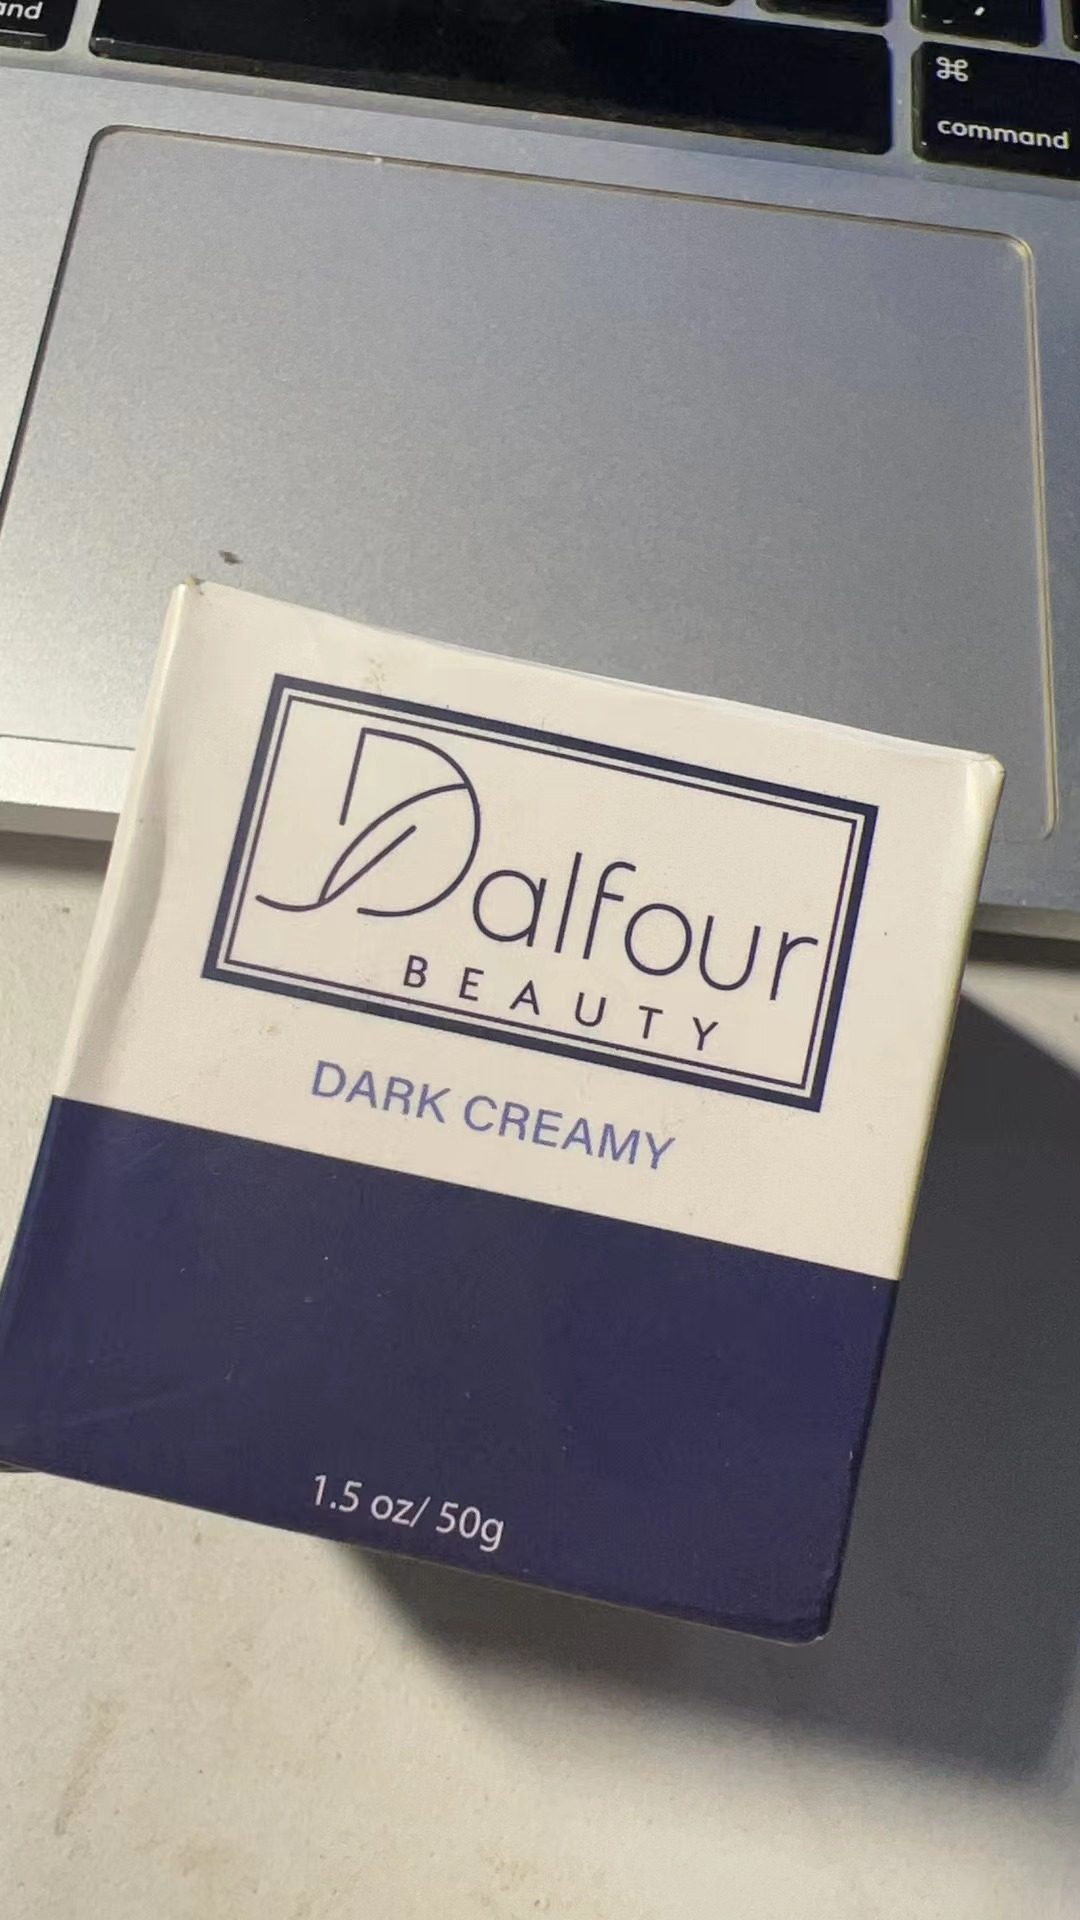 and
⌘
command
Dalfour
BEAUTY
DARK CREAMY
1.5 oz/ 50g